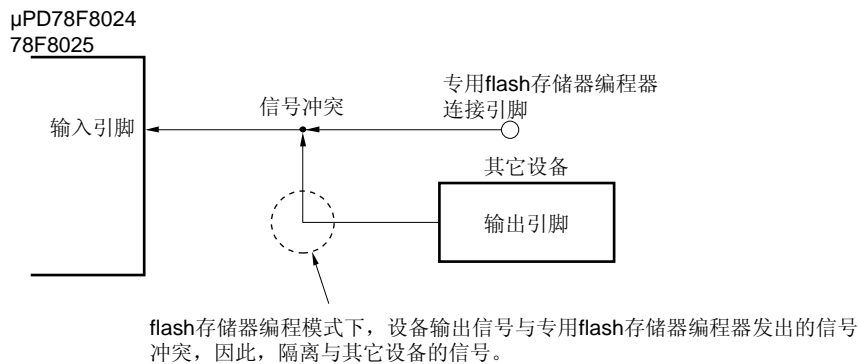 μPD78F8024
78F8025
专用flash存储器编程器
连接引脚
信号冲突
输入引脚
其它设备
输出引脚
flash存储器编程模式下，设备输出信号与专用flash存储器编程器发出的信号
冲突，因此，隔离与其它设备的信号。